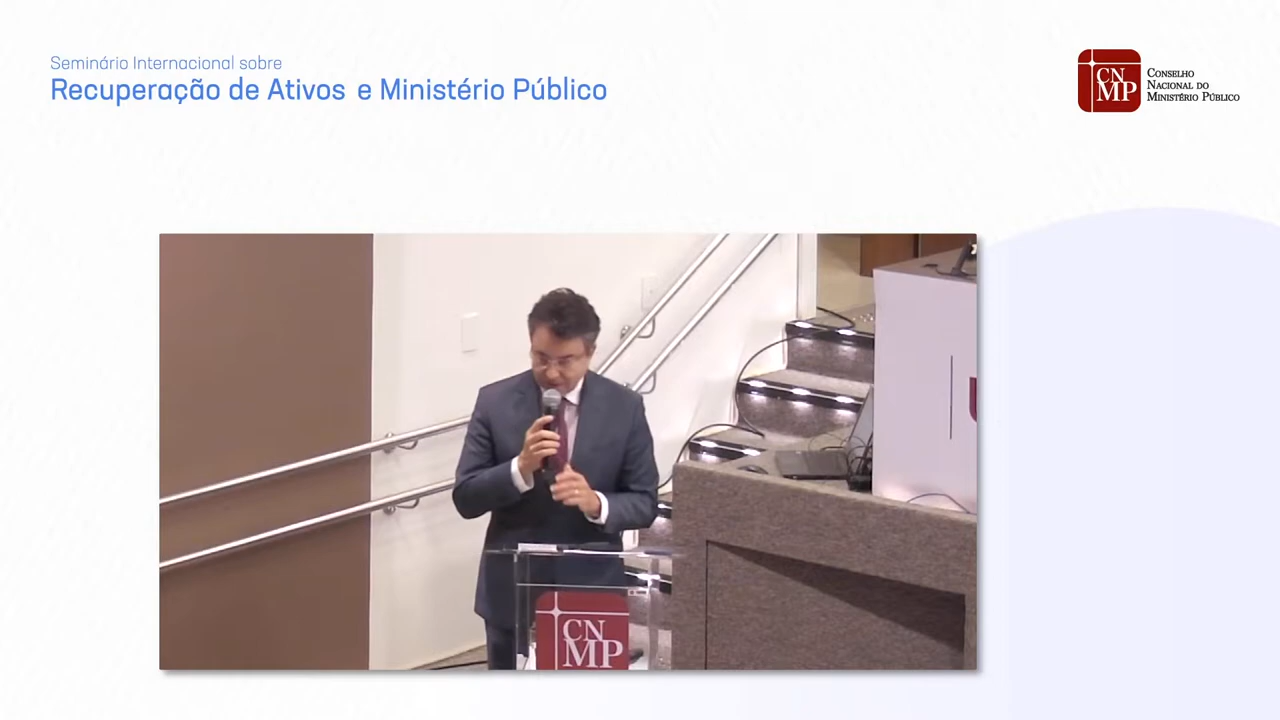 Seminário Internacional sobre
Recuperação de Ativos e Ministério Público
CN
MP
Conselho
Nacional do
Ministério Público
CN
MP